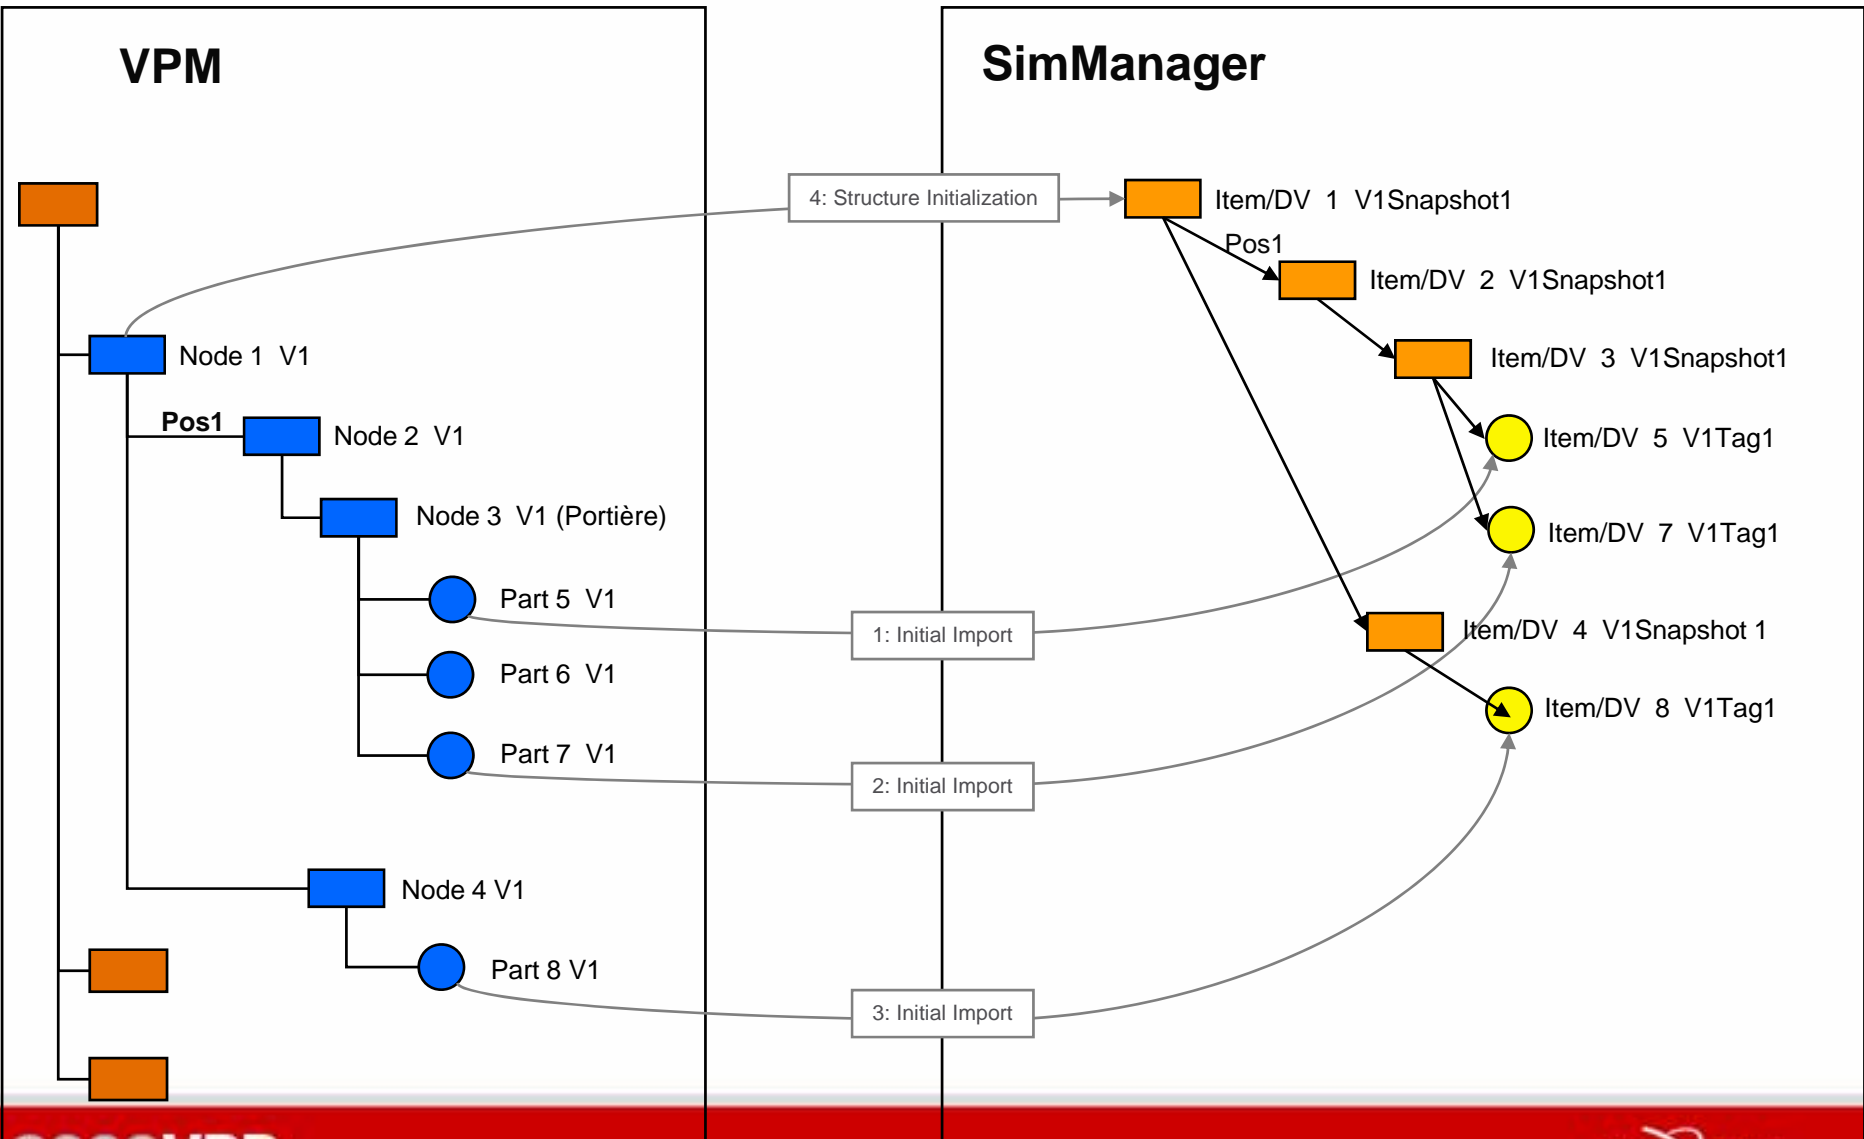 VPM
SimManager
4: Structure Initialization
Item/DV 1 V1Snapshot1
Pos1
Item/DV 2 V1Snapshot1
Node 1 V1
Item/DV 3 V1Snapshot1
Pos1
Node 2 V1
Item/DV 5 V1Tag1
Node 3 V1 (Portière)
Item/DV 7 V1Tag1
Part 5 V1
1: Initial Import
Item/DV 4 V1Snapshot 1
Part 6 V1
Item/DV 8 V1Tag1
Part 7 V1
2: Initial Import
Node 4 V1
Part 8 V1
3: Initial Import